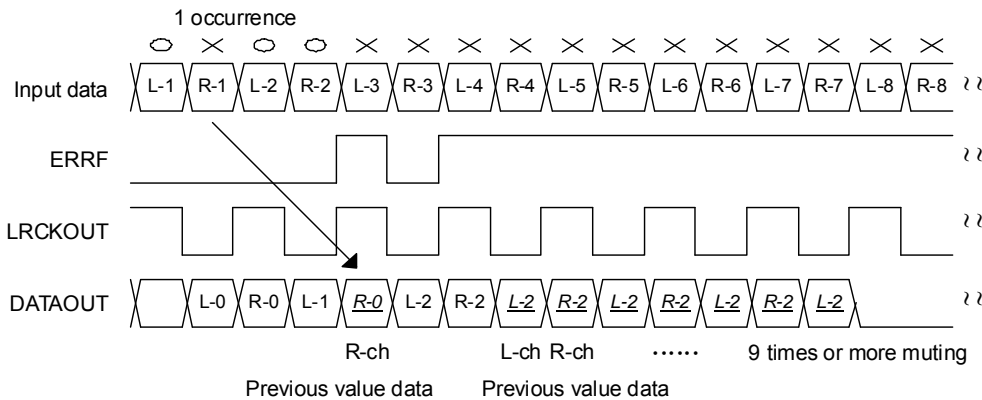 1 occurrence
Input data L-1 R-1 L-2 R-2 L-3 R-3 L-4 R-4 L-5 R-5 L-6 R-6 L-7 R-7 L-8 R-8
ERRF
LRCKOUT
DATAOUT L-0 R-0 L-1 R-0 L-2 R-2 L-2 R-2 L-2 R-2 L-2 R-2 L-2
R-ch L-ch R-ch ...... 9 times or more muting
Previous value data Previous value data